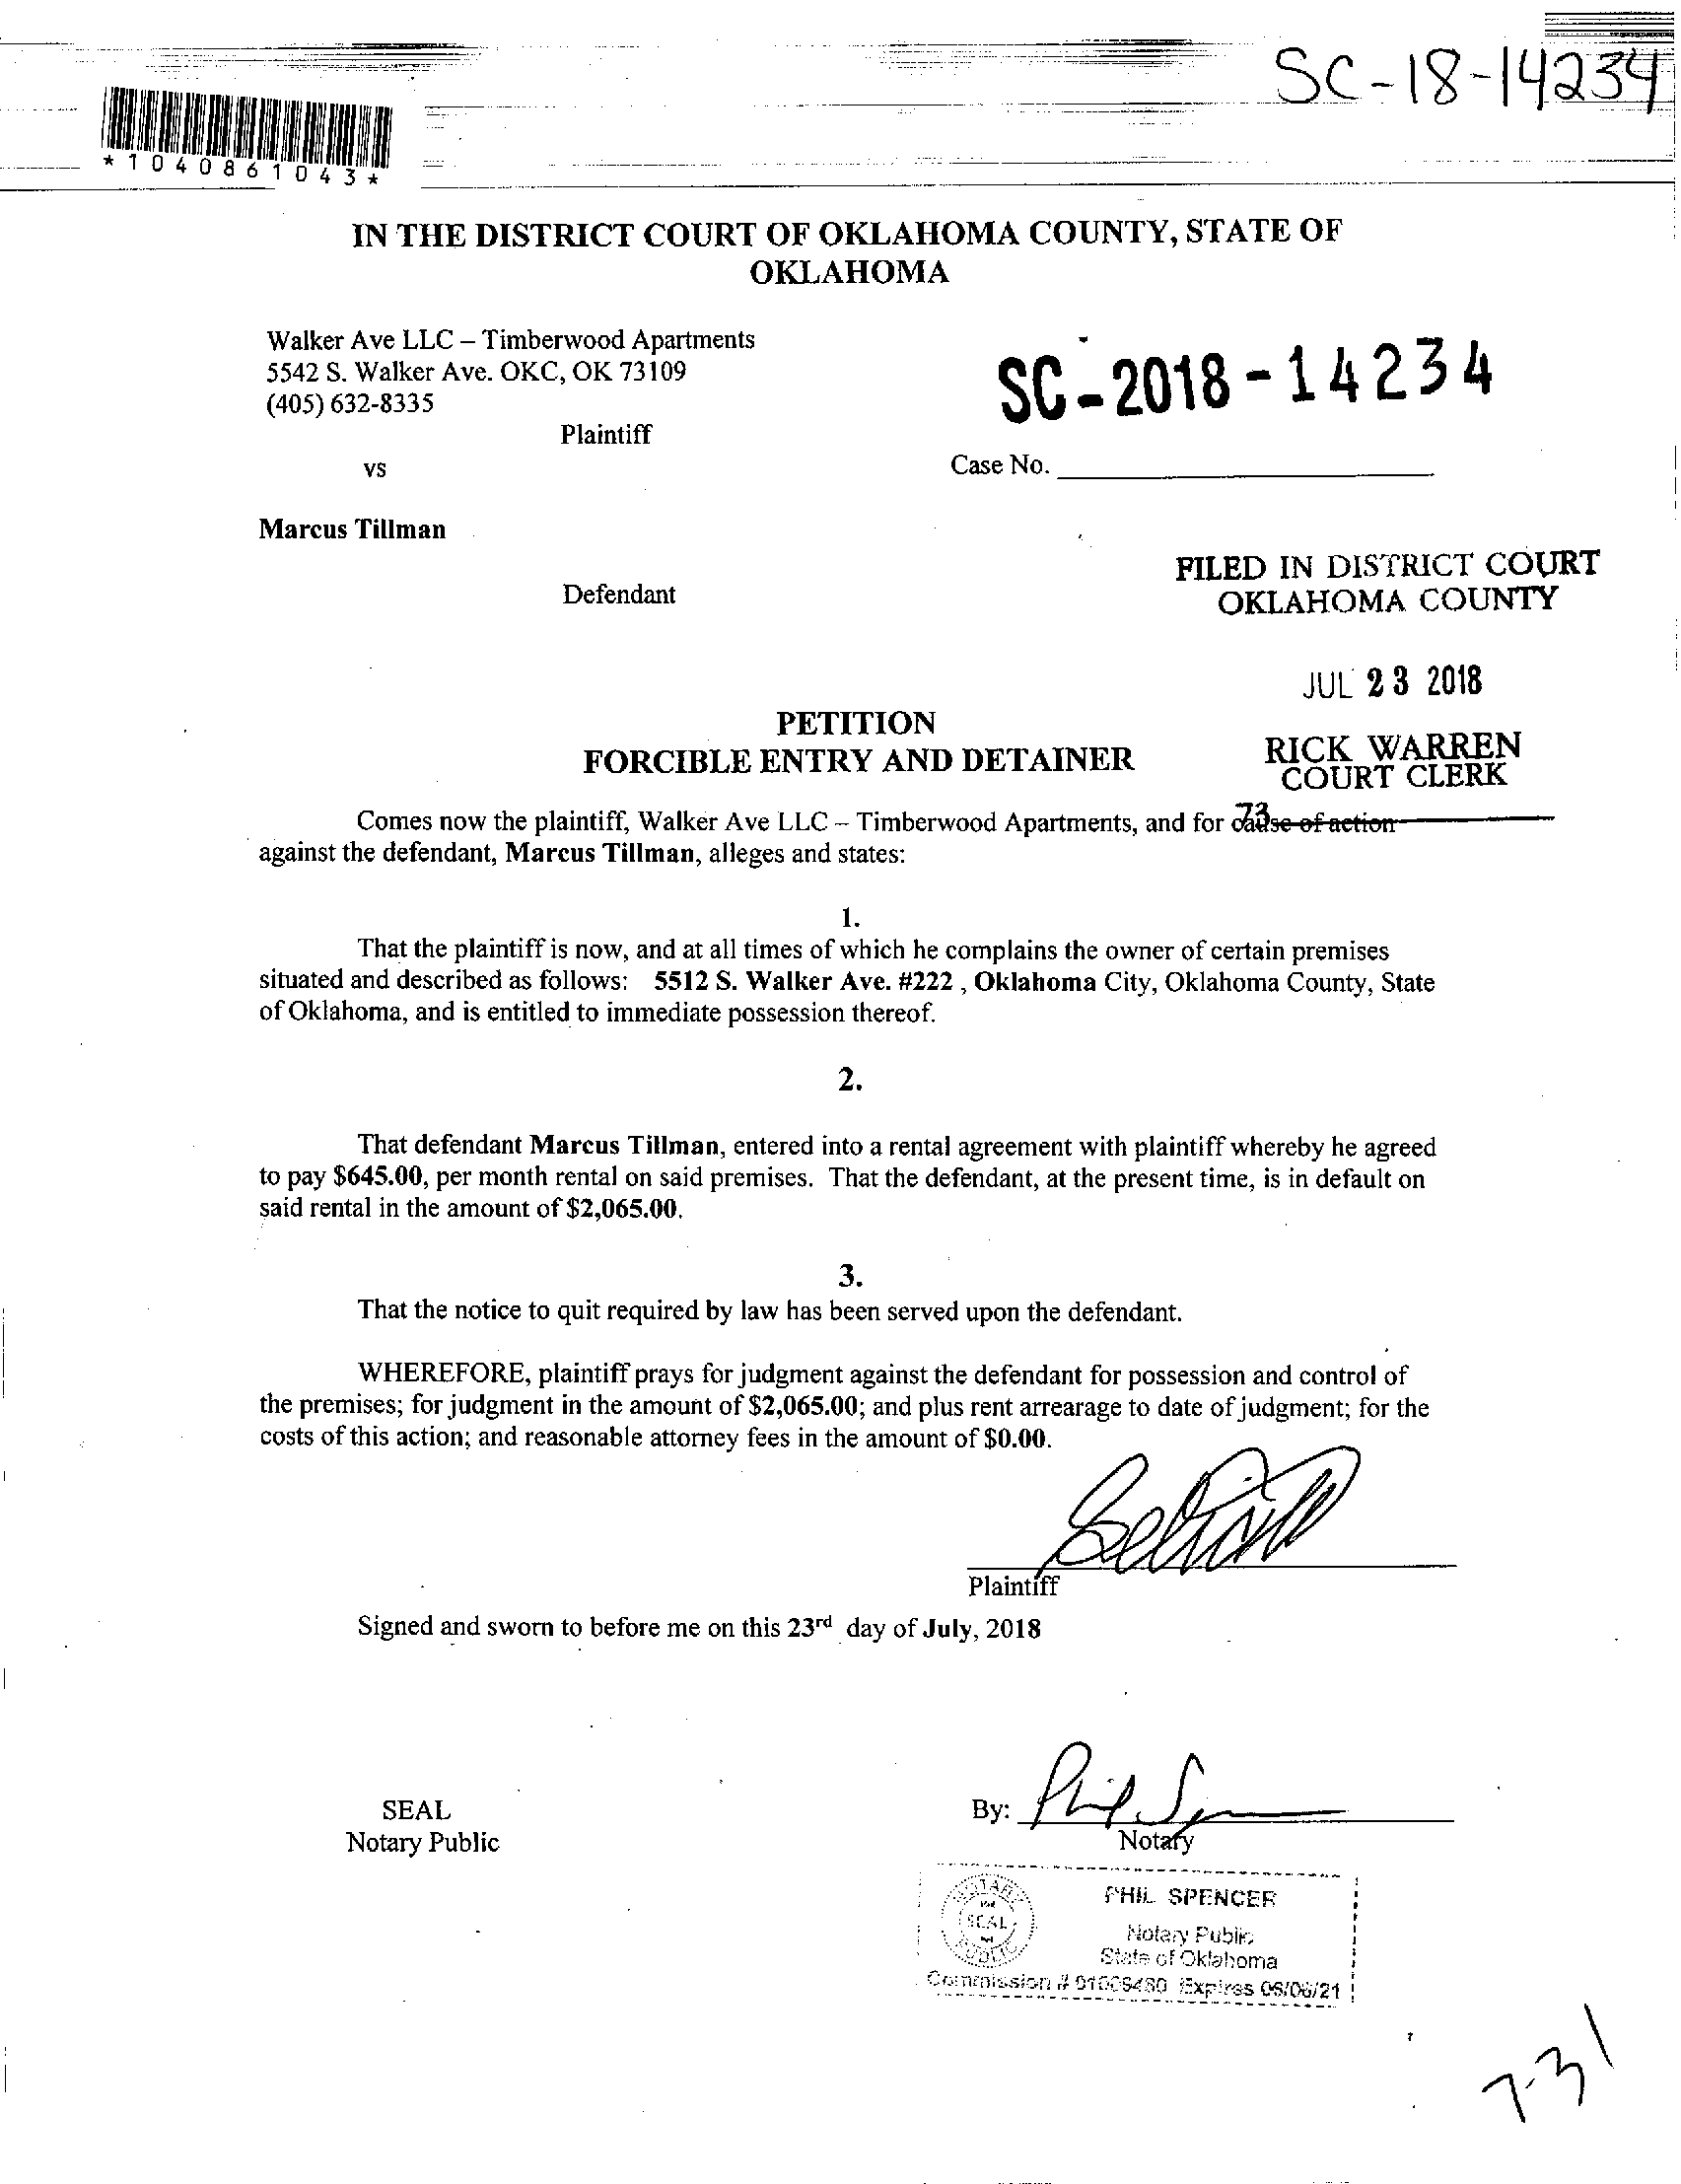 SC-18-14234
*1040861043*
IN THE DISTRICT COURT OF OKLAHOMA COUNTY, STATE OF
OKLAHOMA
Walker Ave LLC – Timberwood Apartments
5542 S. Walker Ave. OKC, OK 73109
(405) 632-8335
Plaintiff
SC-2018-14234
vs
Case No.
Marcus Tillman
Defendant
FILED IN DISTRICT COURT
OKLAHOMA COUNTY
JUL 23 2018
RICK WARREN
COURT CLERK
73
PETITION
FORCIBLE ENTRY AND DETAINER
Comes now the plaintiff, Walker Ave LLC – Timberwood Apartments, and for cause of action
against the defendant, Marcus Tillman, alleges and states:
1.
That the plaintiff is now, and at all times of which he complains the owner of certain premises
situated and described as follows: 5512 S. Walker Ave. #222 , Oklahoma City, Oklahoma County, State
of Oklahoma, and is entitled to immediate possession thereof.
2.
That defendant Marcus Tillman, entered into a rental agreement with plaintiff whereby he agreed
to pay $645.00, per month rental on said premises. That the defendant, at the present time, is in default on
said rental in the amount of $2,065.00.
3.
That the notice to quit required by law has been served upon the defendant.
WHEREFORE, plaintiff prays for judgment against the defendant for possession and control of
the premises; for judgment in the amount of $2,065.00; and plus rent arrearage to date of judgment; for the
costs of this action; and reasonable attorney fees in the amount of $0.00.
Plaintiff
Signed and sworn to before me on this 23rd day of July, 2018
SEAL
Notary Public
By: Phil
Notary
NOTARY
SEAL
PUBLIC
PHIL SPENCER
Notary Public
State of Oklahoma
Commission # Expires
7-31